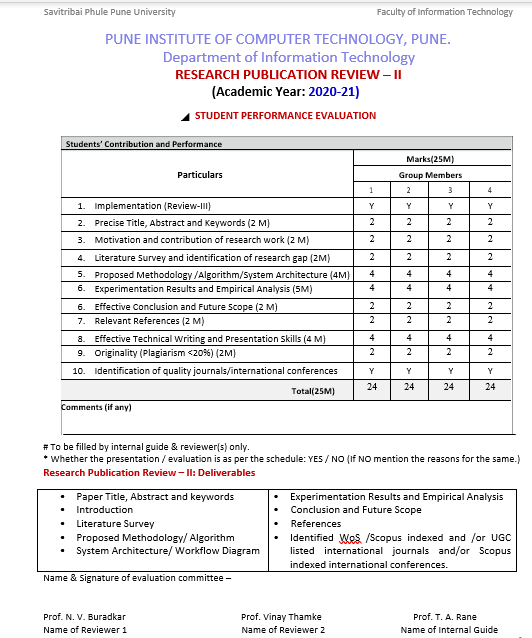 Savitribai Phule Pune University Faculty of Information Technology
PUNE INSTITUTE OF COMPUTER TECHNOLOGY, PUNE.
Department of Information Technology
RESEARCH PUBLICATION REVIEW – II
(Academic Year: 2020-21)
STUDENT PERFORMANCE EVALUATION
Students' Contribution and Performance
Particulars
Marks(25M)
Group Members
1 2 3 4
1. Implementation (Review-III) Y Y Y Y
2. Precise Title, Abstract and Keywords (2 M) 2 2 2 2
3. Motivation and contribution of research work (2 M) 2 2 2 2
4. Literature Survey and identification of research gap (2M) 2 2 2 2
5. Proposed Methodology /Algorithm/System Architecture (4M) 4 4 4 4
6. Experimentation Results and Empirical Analysis (5M) 4 4 4 4
6. Effective Conclusion and Future Scope (2 M) 2 2 2 2
7. Relevant References (2 M) 2 2 2 2
8. Effective Technical Writing and Presentation Skills (4 M) 4 4 4 4
9. Originality (Plagiarism <20%) (2M) 2 2 2 2
10. Identification of quality journals/international conferences Y Y Y Y
Total(25M) 24 24 24 24
Comments (if any)
# To be filled by internal guide & reviewer(s) only.
* Whether the presentation / evaluation is as per the schedule: YES / NO (If NO mention the reasons for the same.)
Research Publication Review – II: Deliverables
• Paper Title, Abstract and keywords
• Introduction
• Literature Survey
• Proposed Methodology/ Algorithm
• System Architecture/ Workflow Diagram
• Experimentation Results and Empirical Analysis
• Conclusion and Future Scope
• References
• Identified WoS /Scopus indexed and /or UGC
listed international journals and/or Scopus
indexed international conferences.
Name & Signature of evaluation committee –
Prof. N. V. Buradkar Prof. Vinay Thamke Prof. T. A. Rane
Name of Reviewer 1 Name of Reviewer 2 Name of Internal Guide